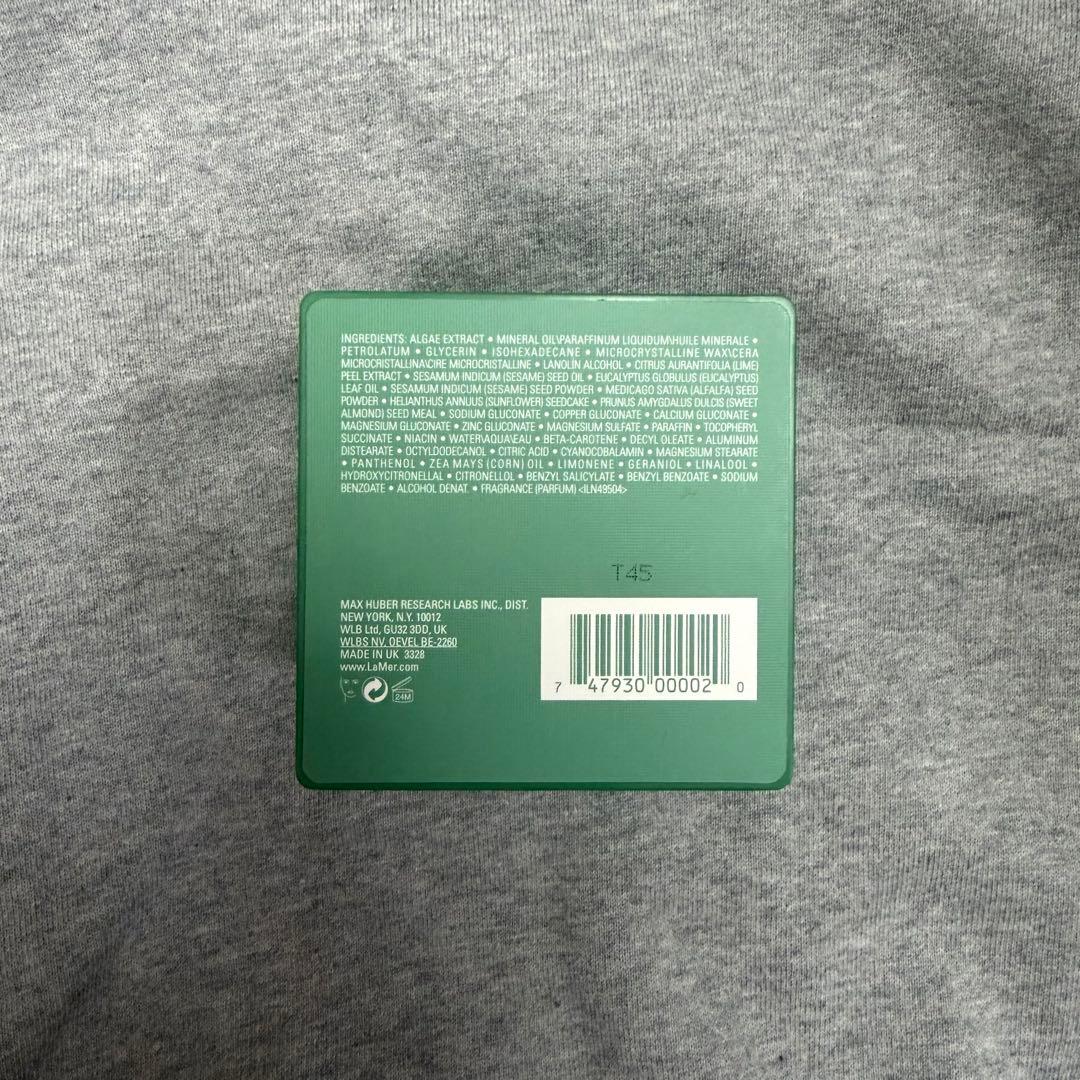 INGREDIENTS: ALGAE EXTRACT • MINERAL OIL\PARAFFINUM LIQUIDUM\HUILE MINERALE •
PETROLATUM • GLYCERIN • ISOHEXADECANE • MICROCRYSTALLINE WAX\CERA
MICROCRISTALLINA\CIRE MICROCRISTALLINE • LANOLIN ALCOHOL • CITRUS AURANTIFOLIA (LIME)
PEEL EXTRACT • SESAMUM INDICUM (SESAME) SEED OIL • EUCALYPTUS GLOBULUS (EUCALYPTUS)
LEAF OIL • SESAMUM INDICUM (SESAME) SEED POWDER • MEDICAGO SATIVA (ALFALFA) SEED
POWDER • HELIANTHUS ANNUUS (SUNFLOWER) SEEDCAKE • PRUNUS AMYGDALUS DULCIS (SWEET
ALMOND) SEED MEAL • SODIUM GLUCONATE • COPPER GLUCONATE • CALCIUM GLUCONATE •
MAGNESIUM GLUCONATE • ZINC GLUCONATE • MAGNESIUM SULFATE • PARAFFIN • TOCOPHERYL
SUCCINATE • NIACIN • WATER\AQUA\EAU • BETA-CAROTENE • DECYL OLEATE • ALUMINUM
DISTEARATE • OCTYLDODECANOL • CITRIC ACID • CYANOCOBALAMIN • MAGNESIUM STEARATE
• PANTHENOL • ZEA MAYS (CORN) OIL • LIMONENE • GERANIOL • LINALOOL •
HYDROXYCITRONELLAL • CITRONELLOL • BENZYL SALICYLATE • BENZYL BENZOATE • SODIUM
BENZOATE • ALCOHOL DENAT. • FRAGRANCE (PARFUM) <ILN49504>
T45
MAX HUBER RESEARCH LABS INC., DIST.
NEW YORK, N.Y. 10012
WLB Ltd, GU32 3DD, UK
WLBS NV, OEVEL BE-2260
MADE IN UK 3328
www.LaMer.com
24M
7 47930 00002 0